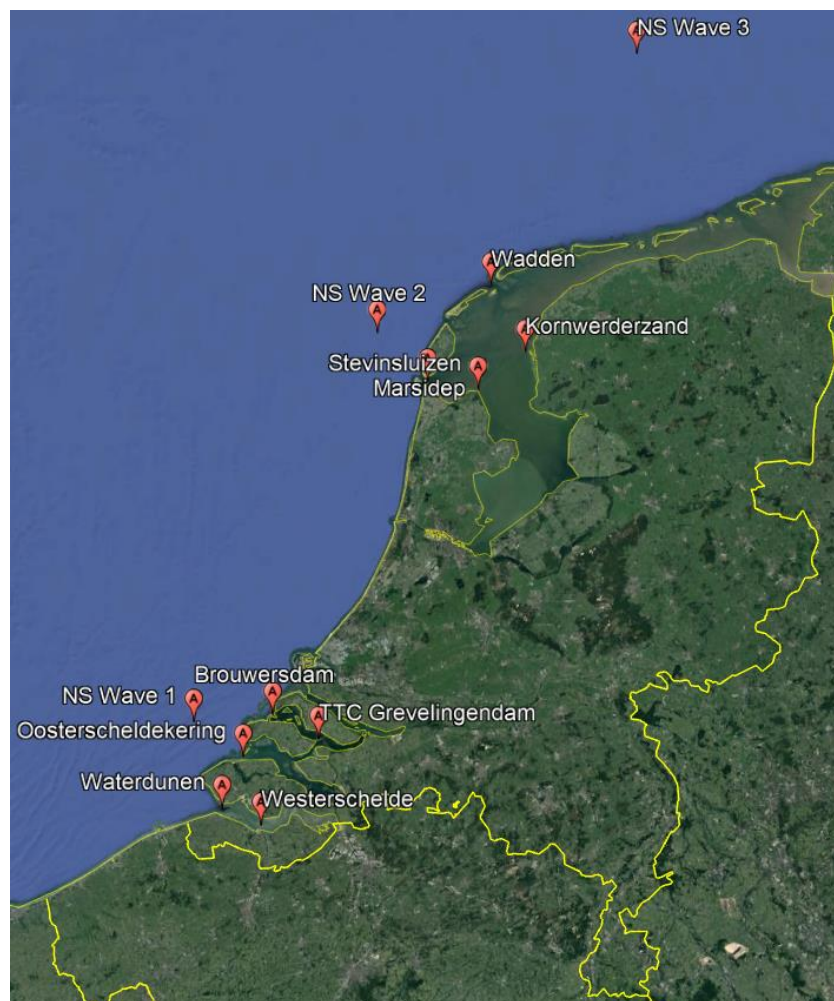 NS Wave 3
Wadden
NS Wave 2
Kornwerderzand
Stevinsluizen
Marsidep
Brouwersdam
NS Wave 1
TTC Grevelingendam
Oosterscheldekering
Waterdunen
Westerschelde